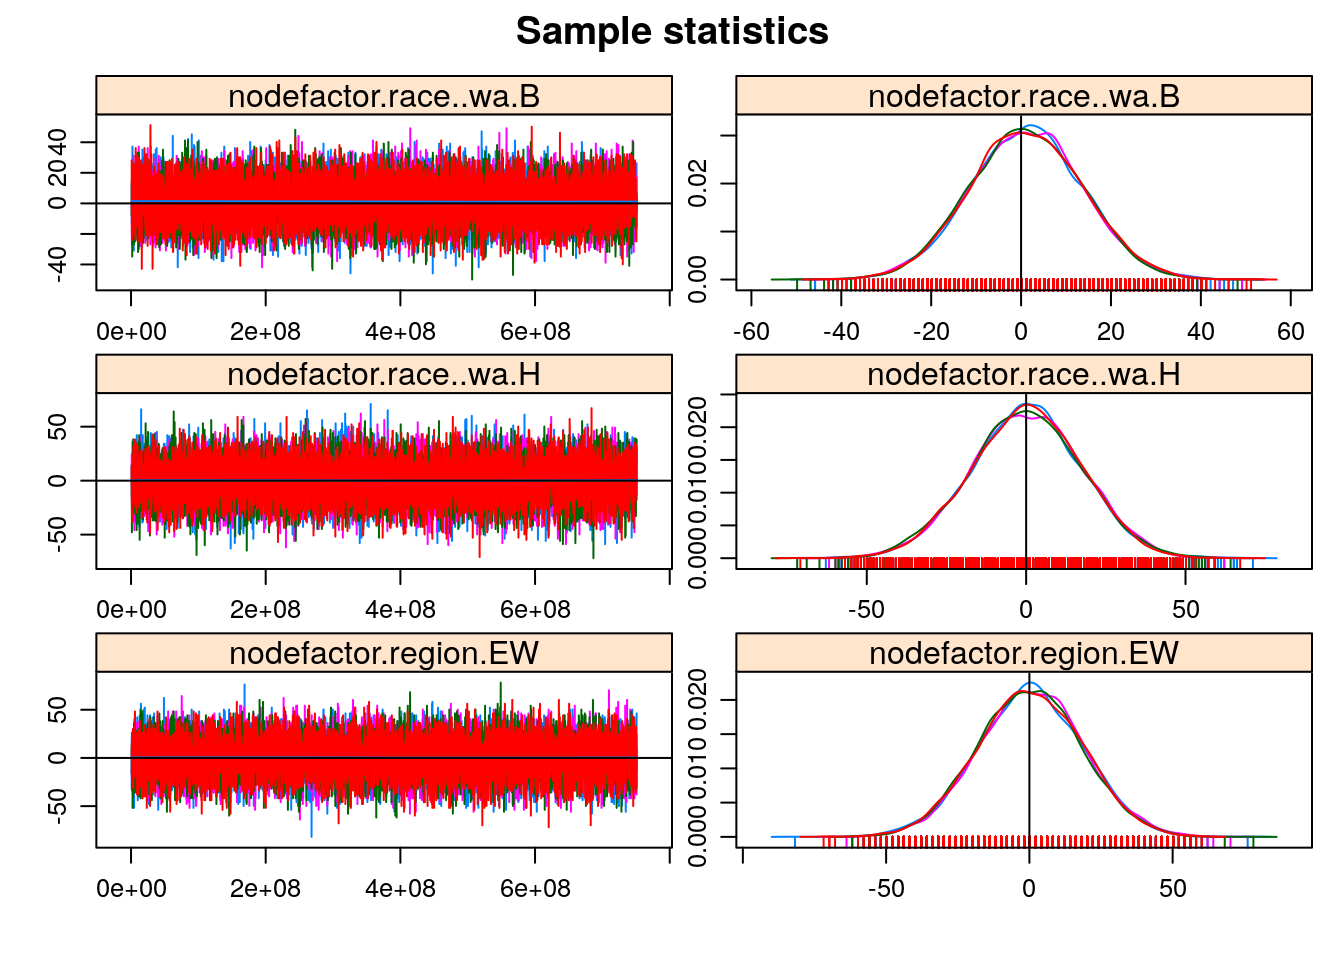 Sample statistics
nodefactor.race..wa.B
nodefactor.race..wa.B
-40 0 20 40
0e+00 2e+08 4e+08 6e+08
0.00 0.02
-60 -40 -20 0 20 40 60
nodefactor.race..wa.H
nodefactor.race..wa.H
-50 0 50
0e+00 2e+08 4e+08 6e+08
0.000 0.010 0.020
-50 0 50
nodefactor.region.EW
nodefactor.region.EW
-50 0 50
0e+00 2e+08 4e+08 6e+08
0.000 0.010 0.020
-50 0 50